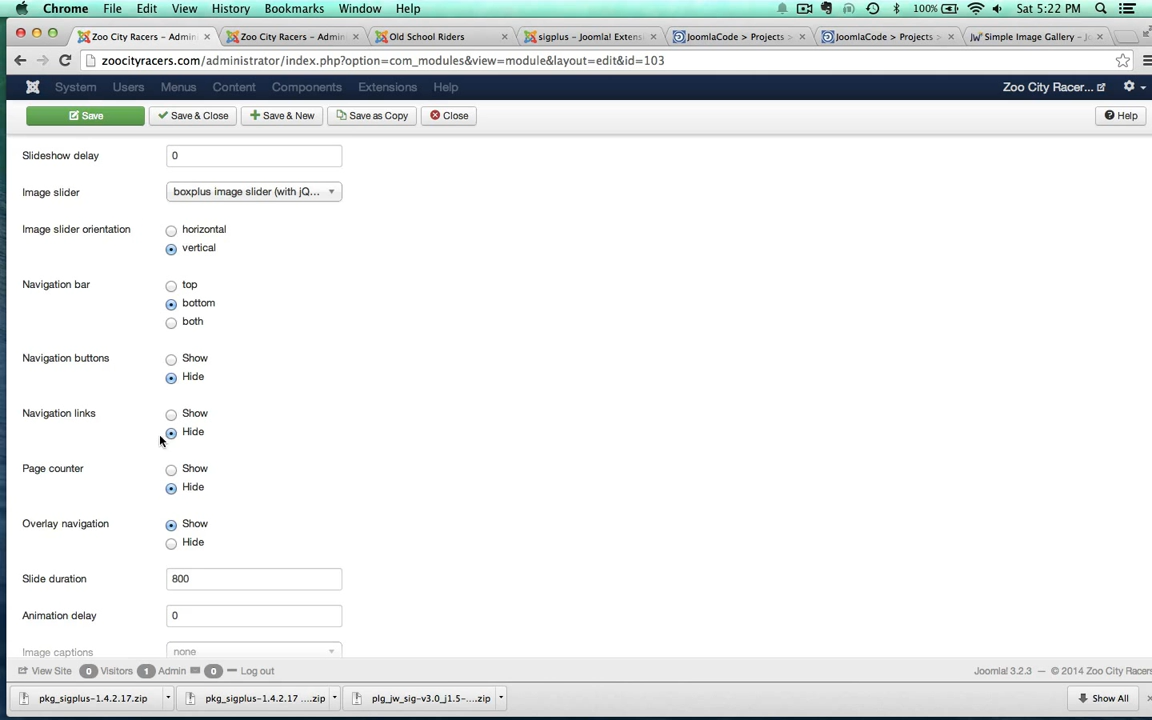 Chrome File Edit View History Bookmarks Window Help 100% Sat 5:22 PM
Zoo City Racers – Admin × Zoo City Racers – Admin × Old School Riders × sigplus – Joomla! Extens × JoomlaCode > Projects > × JoomlaCode > Projects > × JW Simple Image Gallery – Jo ×
zoocityracers.com/administrator/index.php?option=com_modules&view=module&layout=edit&id=103
System Users Menus Content Components Extensions Help Zoo City Racer...
Save Save & Close Save & New Save as Copy Close Help
Slideshow delay 0
Image slider boxplus image slider (with jQ...
Image slider orientation horizontal
vertical
Navigation bar top
bottom
both
Navigation buttons Show
Hide
Navigation links Show
Hide
Page counter Show
Hide
Overlay navigation Show
Hide
Slide duration 800
Animation delay 0
Image captions none
View Site 0 Visitors 1 Admin 0 Log out Joomla! 3.2.3 — © 2014 Zoo City Racers
pkg_sigplus-1.4.2.17.zip pkg_sigplus-1.4.2.17 ....zip plg_jw_sig-v3.0_j1.5-....zip Show All